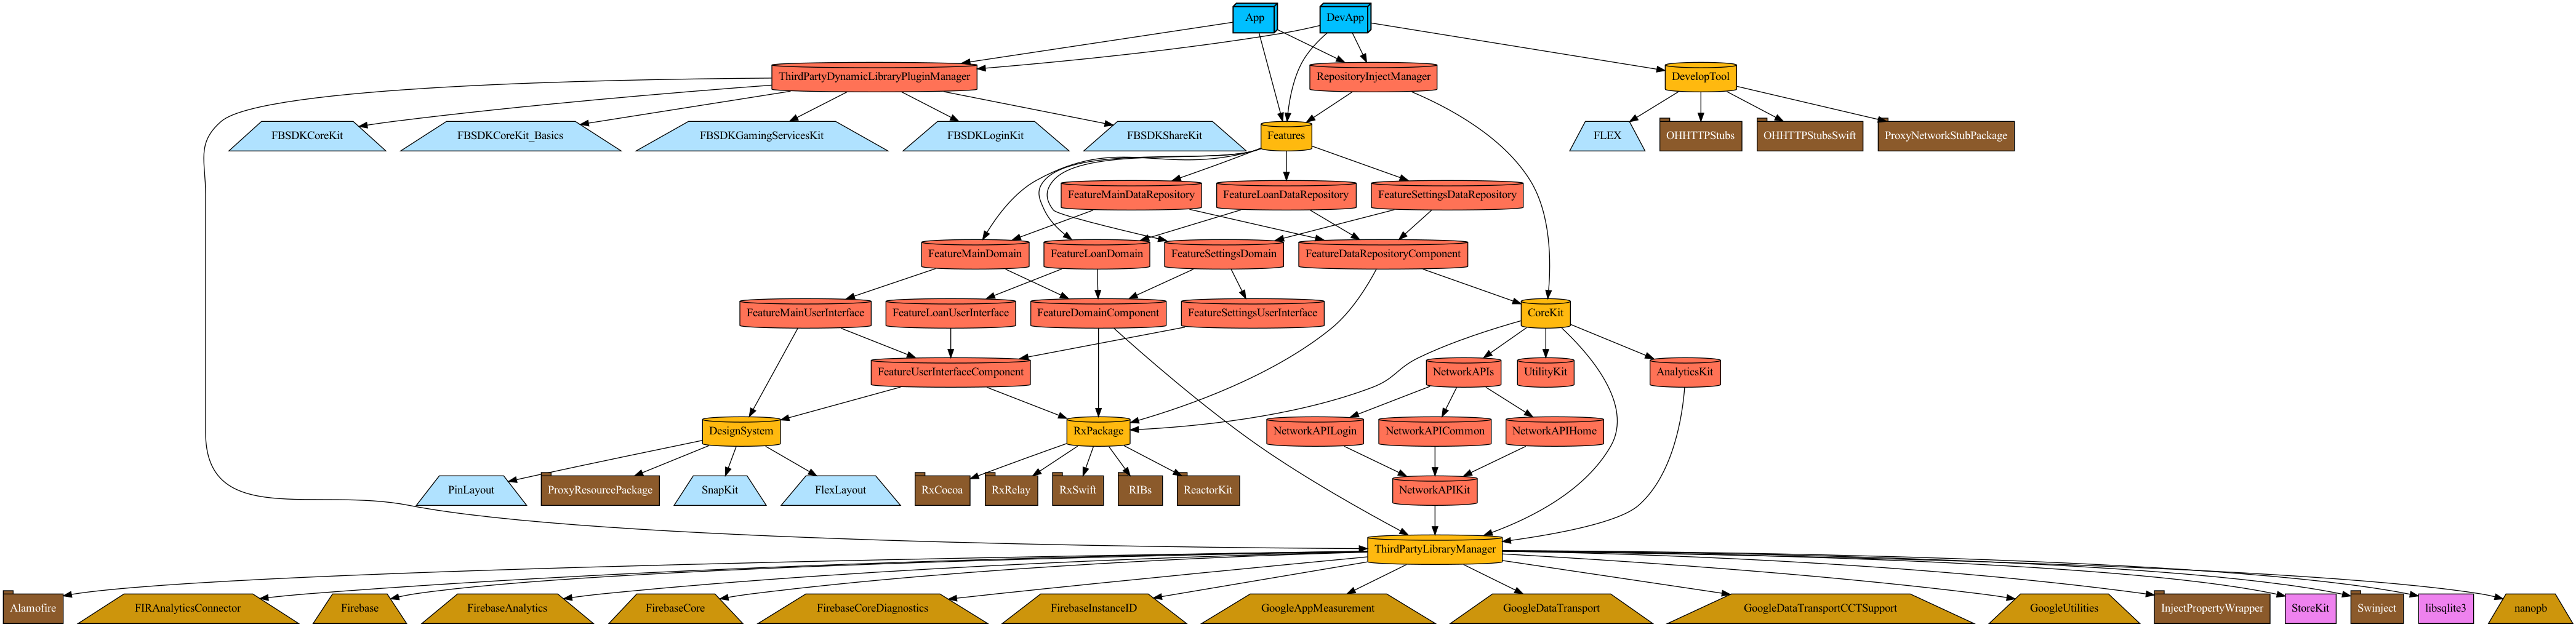 App
DevApp
ThirdPartyDynamicLibraryPluginManager
RepositoryInjectManager
DevelopTool
FBSDKCoreKit
FBSDKCoreKit_Basics
FBSDKGamingServicesKit
FBSDKLoginKit
FBSDKShareKit
Features
FLEX
OHHTTPStubs
OHHTTPStubsSwift
ProxyNetworkStubPackage
FeatureMainDataRepository
FeatureLoanDataRepository
FeatureSettingsDataRepository
FeatureMainDomain
FeatureLoanDomain
FeatureSettingsDomain
FeatureDataRepositoryComponent
FeatureMainUserInterface
FeatureLoanUserInterface
FeatureDomainComponent
FeatureSettingsUserInterface
CoreKit
FeatureUserInterfaceComponent
NetworkAPIs
UtilityKit
AnalyticsKit
DesignSystem
RxPackage
NetworkAPILogin
NetworkAPICommon
NetworkAPIHome
PinLayout
ProxyResourcePackage
SnapKit
FlexLayout
RxCocoa
RxRelay
RxSwift
RIBs
ReactorKit
NetworkAPIKit
ThirdPartyLibraryManager
Alamofire
FIRAnalyticsConnector
Firebase
FirebaseAnalytics
FirebaseCore
FirebaseCoreDiagnostics
FirebaseInstanceID
GoogleAppMeasurement
GoogleDataTransport
GoogleDataTransportCCTSupport
GoogleUtilities
InjectPropertyWrapper
StoreKit
Swinject
libsqlite3
nanopb